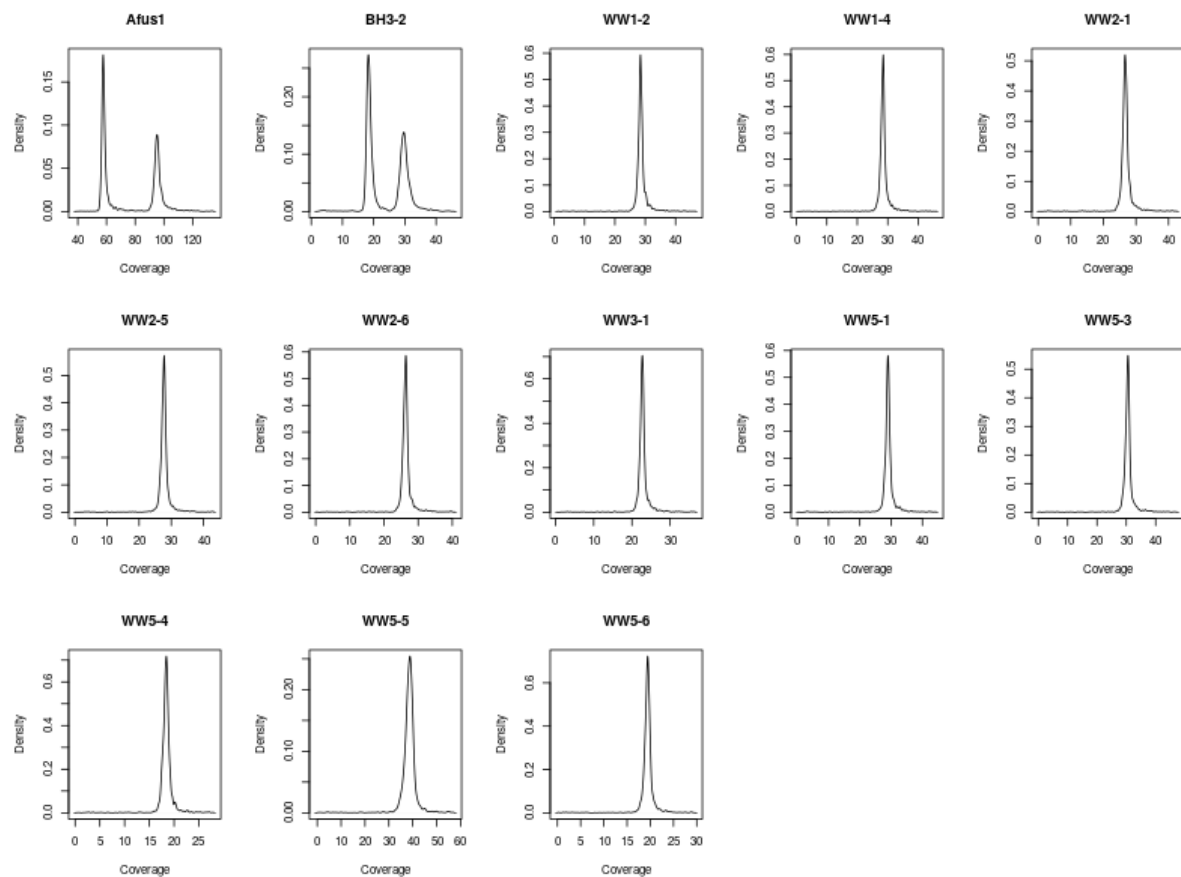 Afus1 BH3-2 WW1-2 WW1-4 WW2-1
Density 0.00 0.05 0.10 0.15
40 60 80 100 120
Coverage
Density 0.00 0.10 0.20
0 10 20 30 40
Coverage
Density 0.0 0.1 0.2 0.3 0.4 0.5 0.6
0 10 20 30 40
Coverage
Density 0.0 0.1 0.2 0.3 0.4 0.5 0.6
0 10 20 30 40
Coverage
Density 0.0 0.1 0.2 0.3 0.4 0.5
0 10 20 30 40
Coverage
WW2-5 WW2-6 WW3-1 WW5-1 WW5-3
Density 0.0 0.1 0.2 0.3 0.4 0.5
0 10 20 30 40
Coverage
Density 0.0 0.1 0.2 0.3 0.4 0.5 0.6
0 10 20 30 40
Coverage
Density 0.0 0.2 0.4 0.6
0 10 20 30
Coverage
Density 0.0 0.1 0.2 0.3 0.4 0.5 0.6
0 10 20 30 40
Coverage
Density 0.0 0.1 0.2 0.3 0.4 0.5
0 10 20 30 40
Coverage
WW5-4 WW5-5 WW5-6
Density 0.0 0.2 0.4 0.6
0 5 10 15 20 25
Coverage
Density 0.00 0.10 0.20
0 10 20 30 40 50 60
Coverage
Density 0.0 0.2 0.4 0.6
0 5 10 15 20 25 30
Coverage